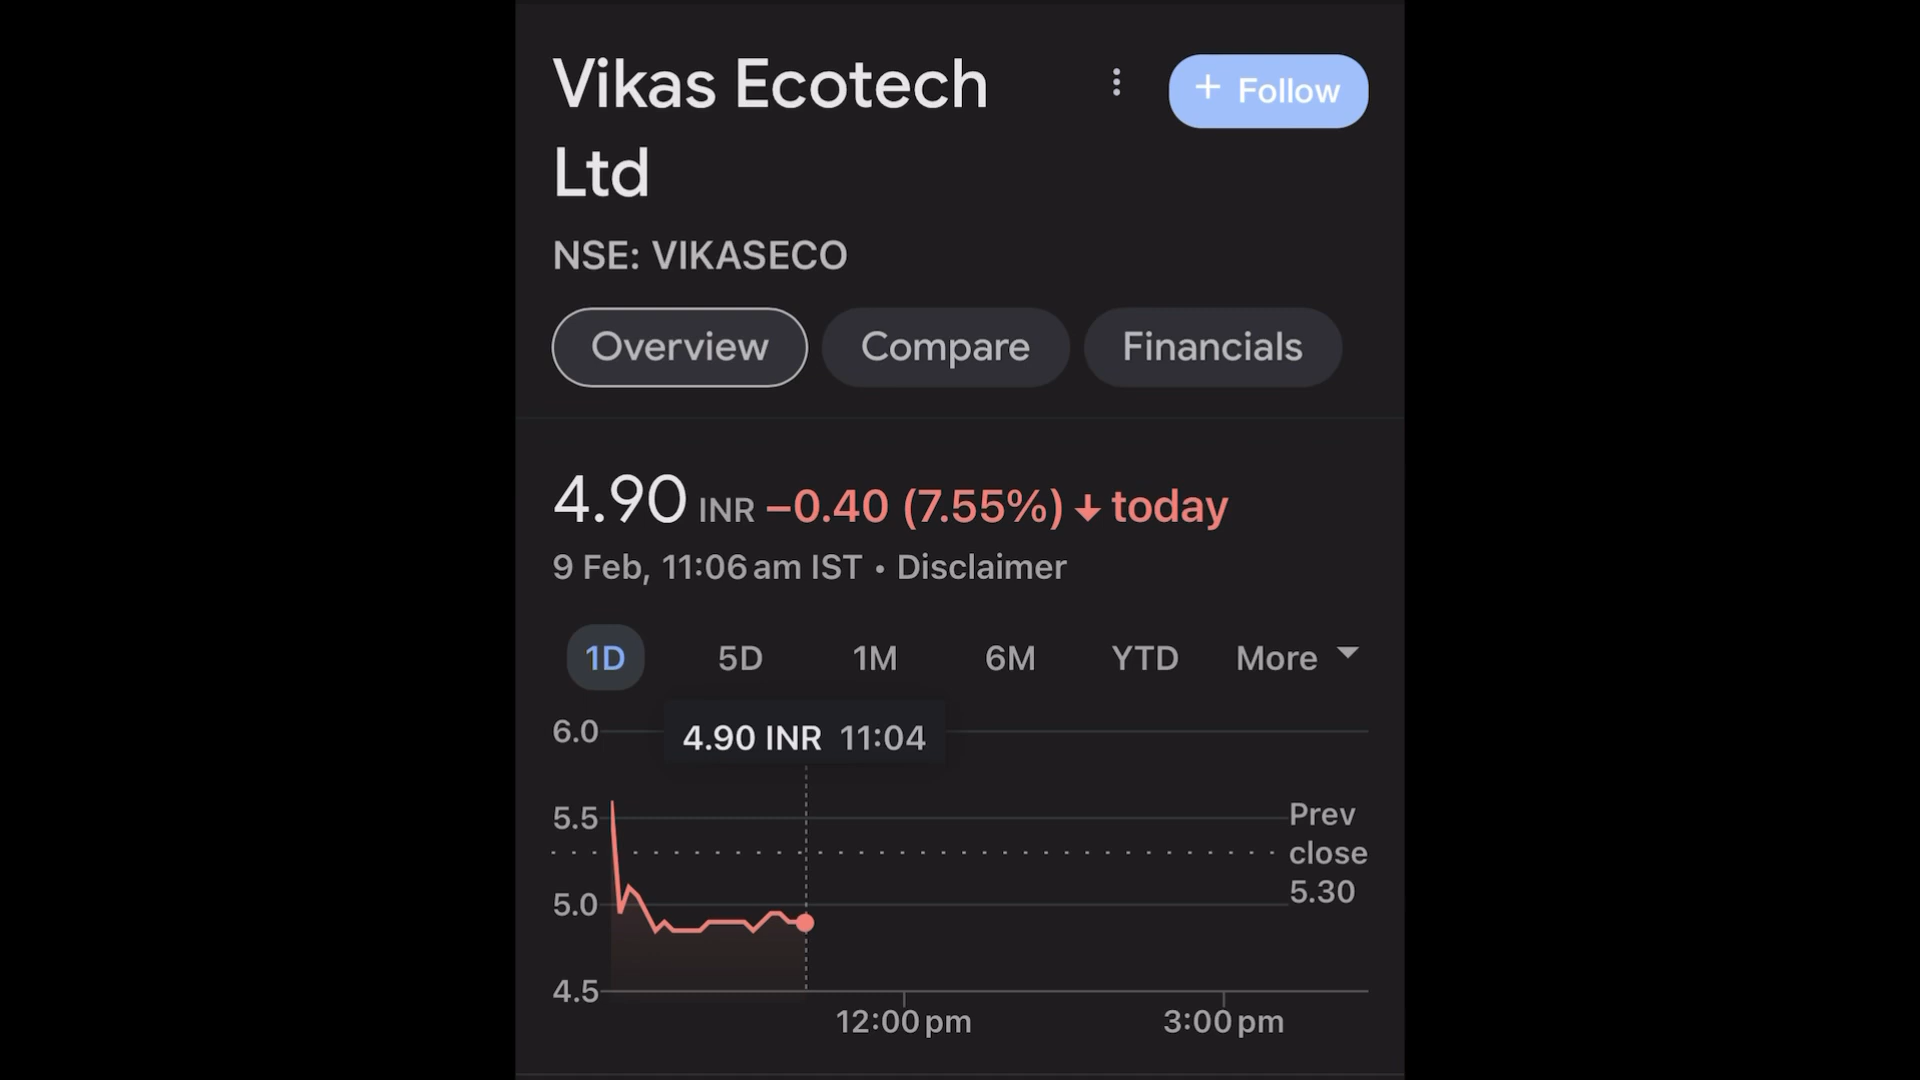 Vikas Ecotech
Ltd
+ Follow
NSE: VIKASECO
Overview Compare Financials
4.90 INR −0.40 (7.55%) ↓ today
9 Feb, 11:06 am IST • Disclaimer
1D 5D 1M 6M YTD More
4.90 INR 11:04
6.0
5.5
5.0
4.5
Prev
close
5.30
12:00 pm 3:00 pm